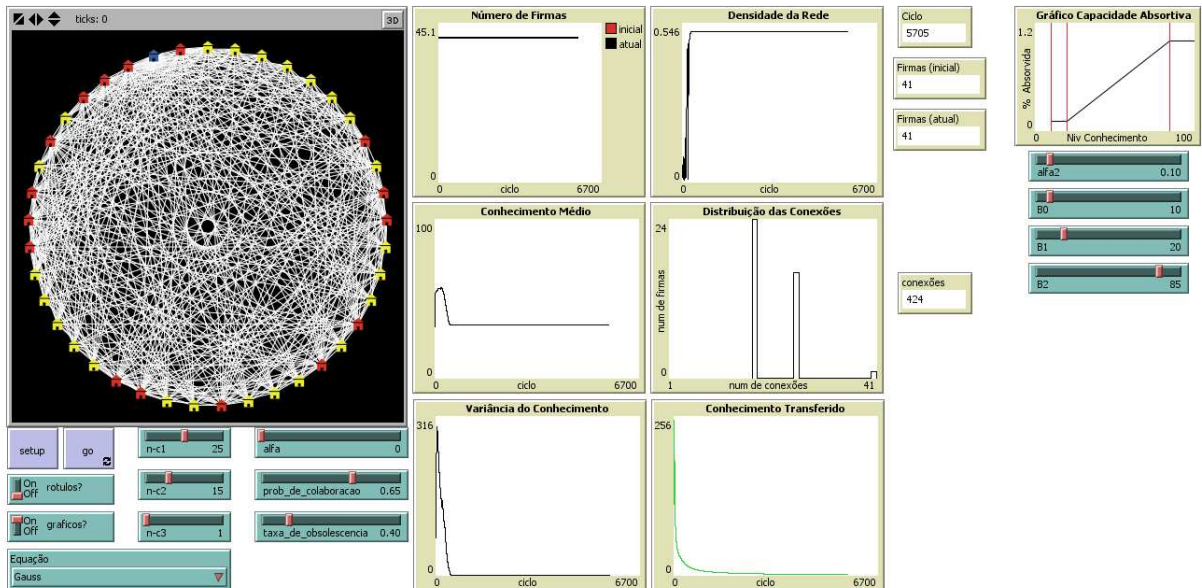 ticks: 0
3D
Número de Firmas
45.1
0
0
ciclo
6700
inicial
atual
Densidade da Rede
0.546
0
0
ciclo
6700
Ciclo
5705
Firmas (inicial)
41
Firmas (atual)
41
Gráfico Capacidade Absortiva
1.2
% Absorvida
0
0
Niv Conhecimento
100
alfa2
0.10
B0
10
B1
20
B2
85
Conhecimento Médio
100
0
0
ciclo
6700
Distribuição das Conexões
24
num de firmas
0
1
num de conexões
41
conexões
424
Variância do Conhecimento
316
0
0
ciclo
6700
Conhecimento Transferido
256
0
0
ciclo
6700
setup
go
n-c1
25
alfa
0
On
Off
rotulos?
n-c2
15
prob_de_colaboracao
0.65
On
Off
graficos?
n-c3
1
taxa_de_obsolescencia
0.40
Equação
Gauss